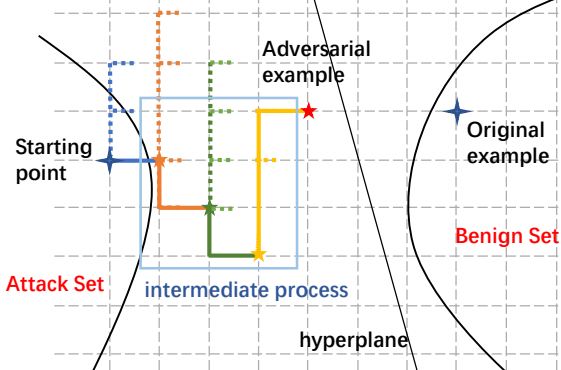 Adversarial
example
Starting
point
Original
example
Benign Set
Attack Set
intermediate process
hyperplane